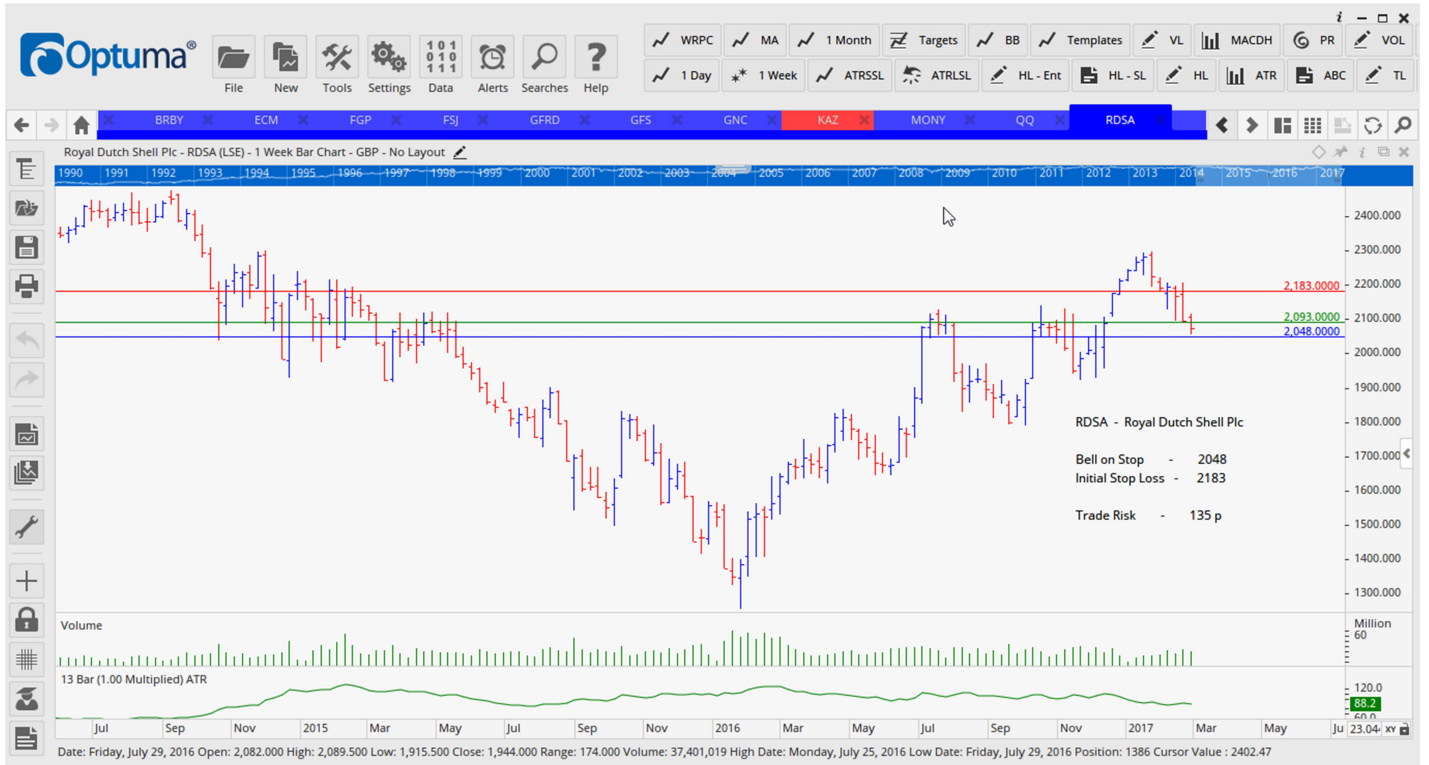 i
Optuma®
101
010
111
File New Tools Settings Data Alerts Searches Help
WRPC MA 1 Month Targets BB Templates VL MACDH PR VOL
1 Day 1 Week ATRSSL ATRLSL HL - Ent HL - SL HL ATR ABC TL
BRBY ECM FGP FSJ GFRD GFS GNC KAZ MONY QQ RDSA
Royal Dutch Shell Plc - RDSA (LSE) - 1 Week Bar Chart - GBP - No Layout
1990 1991 1992 1993 1994 1995 1996 1997 1998 1999 2000 2001 2002 2003 2004 2005 2006 2007 2008 2009 2010 2011 2012 2013 2014 2015 2016 2017
2400.000
2300.000
2,183.0000 2200.000
2,093.0000 2100.000
2,048.0000
2000.000
1900.000
RDSA - Royal Dutch Shell Plc 1800.000
Bell on Stop - 2048 1700.000
Initial Stop Loss - 2183
1600.000
Trade Risk - 135 p
1500.000
1400.000
1300.000
Volume Million
60
13 Bar (1.00 Multiplied) ATR
120.0
88.2
60.0
Jul Sep Nov 2015 Mar May Jul Sep Nov 2016 Mar May Jul Sep Nov 2017 Mar May Ju 23.04 XY
Date: Friday, July 29, 2016 Open: 2,082.000 High: 2,089.500 Low: 1,915.500 Close: 1,944.000 Range: 174.000 Volume: 37,401,019 High Date: Monday, July 25, 2016 Low Date: Friday, July 29, 2016 Position: 1386 Cursor Value : 2402.47